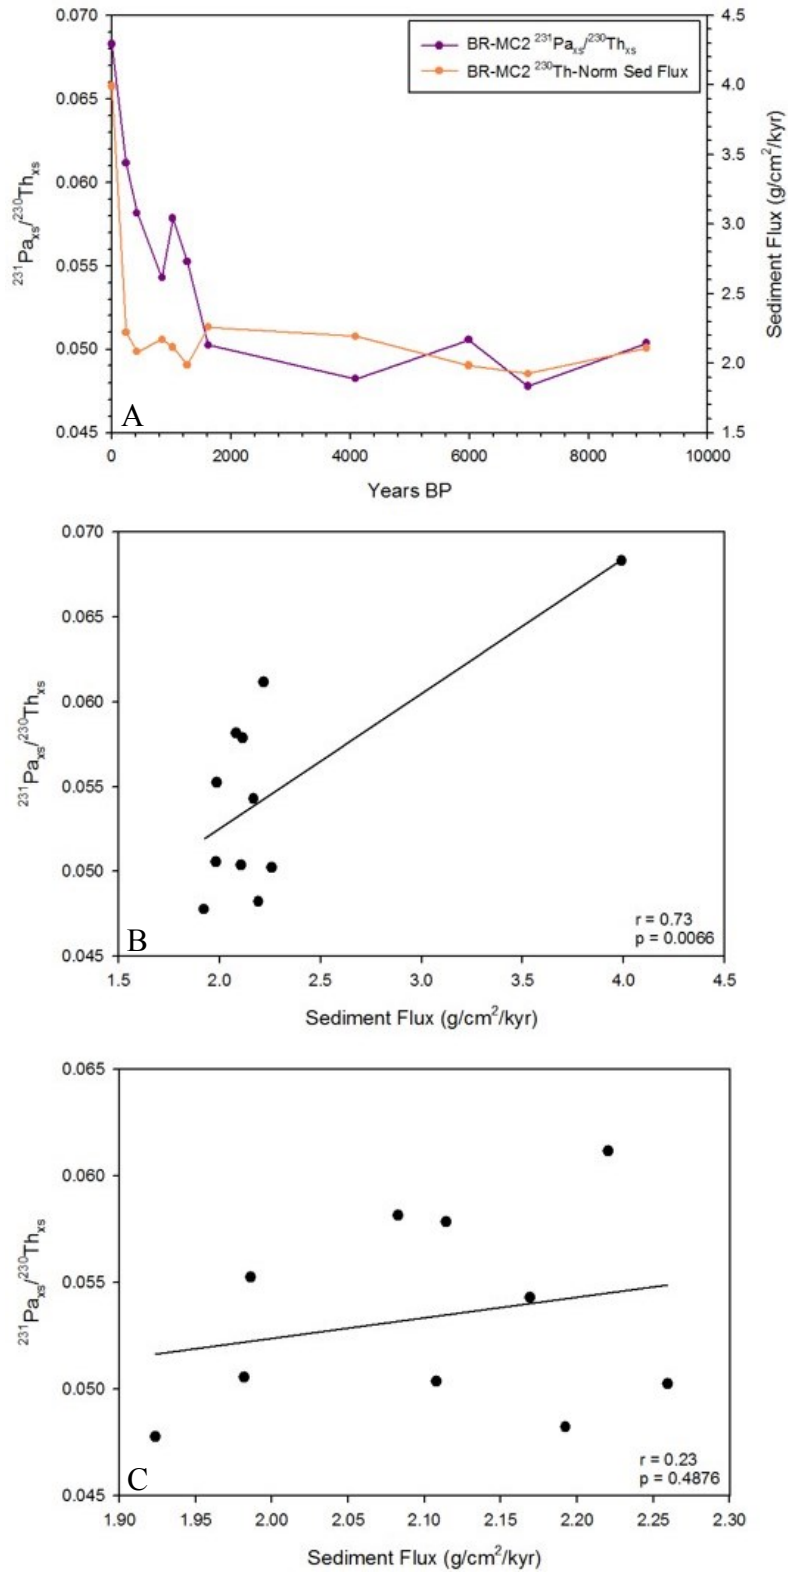 0.070
0.065
0.060
0.055
0.050
0.045
²³¹Paₓₛ/²³⁰Thₓₛ
BR-MC2 ²³¹Paₓₛ/²³⁰Thₓₛ
BR-MC2 ²³⁰Th-Norm Sed Flux
4.5
4.0
3.5
3.0
2.5
2.0
1.5
Sediment Flux (g/cm²/kyr)
A
0 2000 4000 6000 8000 10000
Years BP
0.070
0.065
0.060
0.055
0.050
0.045
²³¹Paₓₛ/²³⁰Thₓₛ
r = 0.73
p = 0.0066
B
1.5 2.0 2.5 3.0 3.5 4.0 4.5
Sediment Flux (g/cm²/kyr)
0.065
0.060
0.055
0.050
0.045
²³¹Paₓₛ/²³⁰Thₓₛ
r = 0.23
p = 0.4876
C
1.90 1.95 2.00 2.05 2.10 2.15 2.20 2.25 2.30
Sediment Flux (g/cm²/kyr)